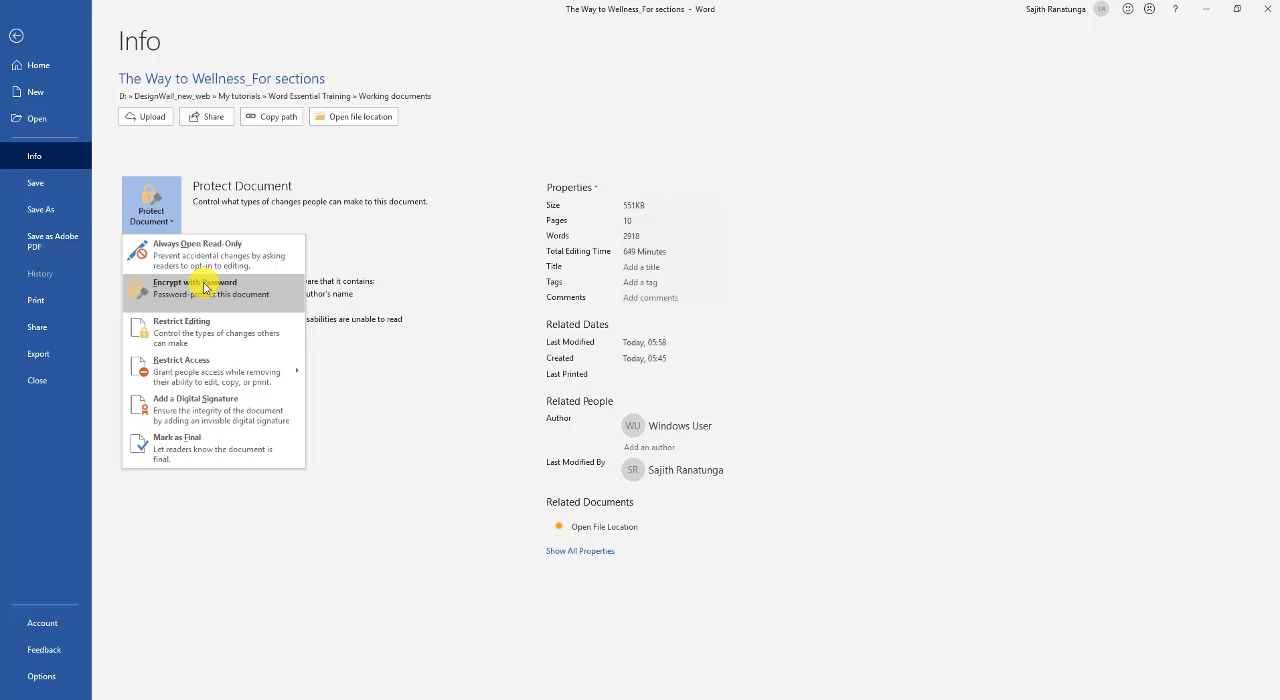 The Way to Wellness_For sections - Word
Sajith Ranatunga SR ?
Info
Home
New
Open
Info
Save
Save As
Save as Adobe
PDF
History
Print
Share
Export
Close
Account
Feedback
Options
The Way to Wellness_For sections
D: » DesignWall_new_web » My tutorials » Word Essential Training » Working documents
Upload Share Copy path Open file location
Protect
Document
Protect Document
Control what types of changes people can make to this document.
Always Open Read-Only
Prevent accidental changes by asking
readers to opt-in to editing.
Encrypt with Password
Password-protect this document
Restrict Editing
Control the types of changes others
can make
Restrict Access
Grant people access while removing
their ability to edit, copy, or print.
Add a Digital Signature
Ensure the integrity of the document
by adding an invisible digital signature
Mark as Final
Let readers know the document is
final.
are that it contains:
uthor's name
sabilities are unable to read
Properties
Size 551KB
Pages 10
Words 2918
Total Editing Time 649 Minutes
Title Add a title
Tags Add a tag
Comments Add comments
Related Dates
Last Modified Today, 05:58
Created Today, 05:45
Last Printed
Related People
Author WU Windows User
Add an author
Last Modified By SR Sajith Ranatunga
Related Documents
Open File Location
Show All Properties